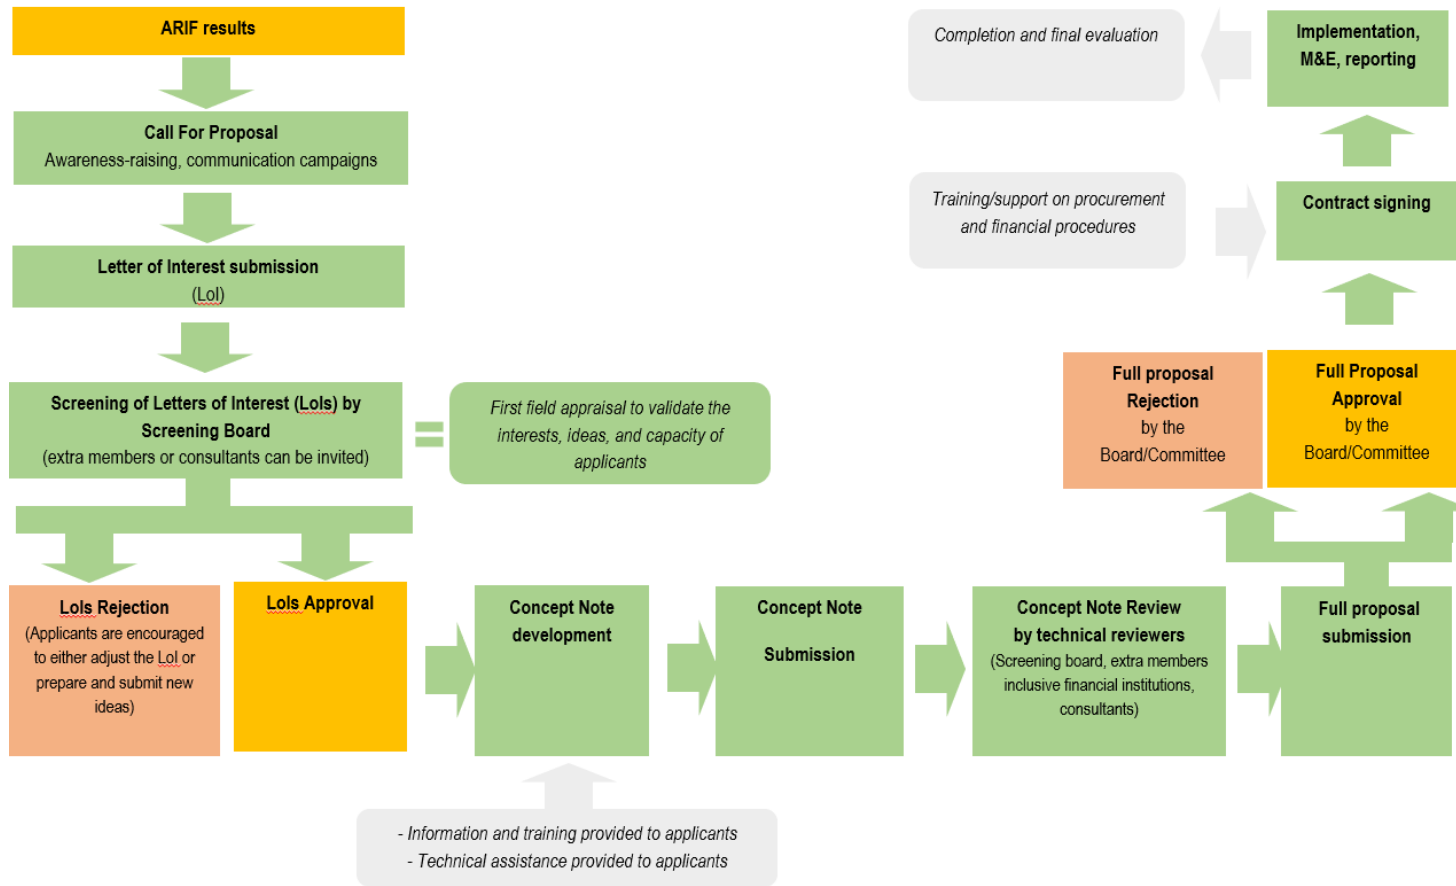 ARIF results
Call For Proposal
Awareness-raising, communication campaigns
Letter of Interest submission
(LoI)
Screening of Letters of Interest (LoIs) by
Screening Board
(extra members or consultants can be invited)
First field appraisal to validate the
interests, ideas, and capacity of
applicants
LoIs Rejection
(Applicants are encouraged
to either adjust the LoI or
prepare and submit new
ideas)
LoIs Approval
Concept Note
development
- Information and training provided to applicants
- Technical assistance provided to applicants
Concept Note
Submission
Concept Note Review
by technical reviewers
(Screening board, extra members
inclusive financial institutions,
consultants)
Full proposal
submission
Full proposal
Rejection
by the
Board/Committee
Full Proposal
Approval
by the
Board/Committee
Contract signing
Training/support on procurement
and financial procedures
Implementation,
M&E, reporting
Completion and final evaluation